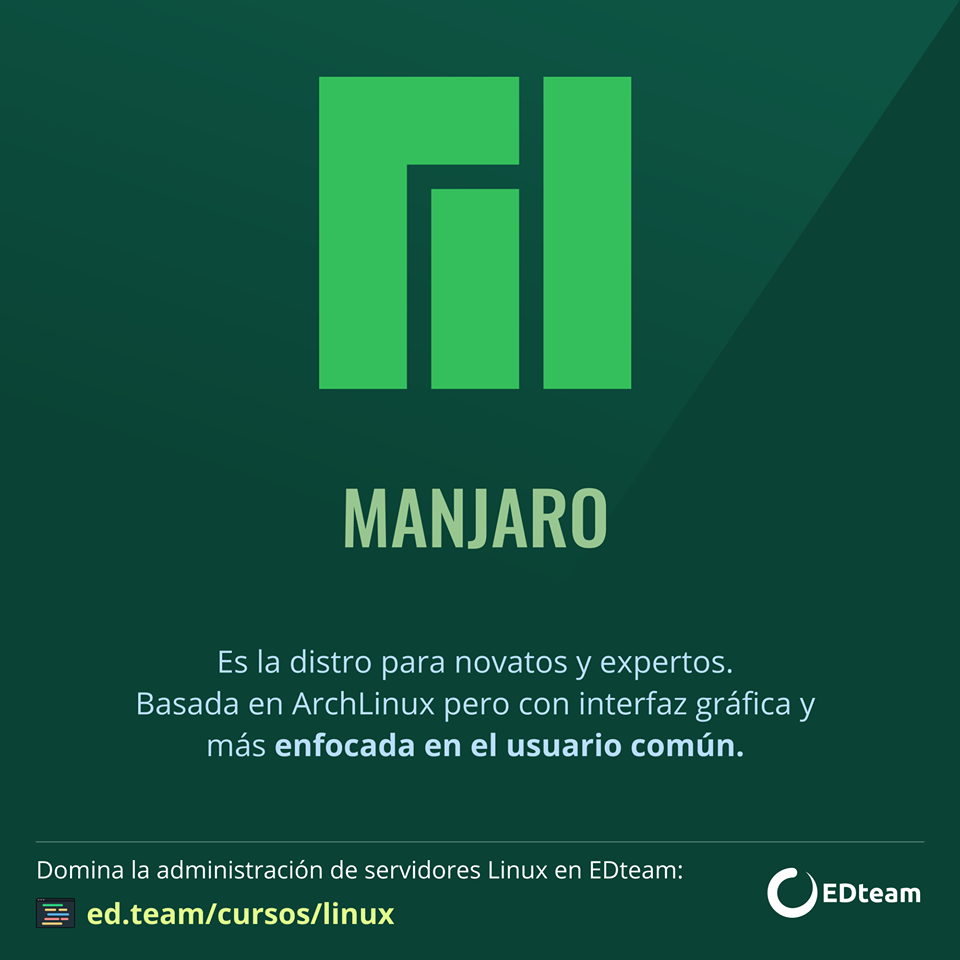 MANJARO
Es la distro para novatos y expertos.
Basada en ArchLinux pero con interfaz gráfica y
más enfocada en el usuario común.
Domina la administración de servidores Linux en EDteam:
ed.team/cursos/linux
EDteam